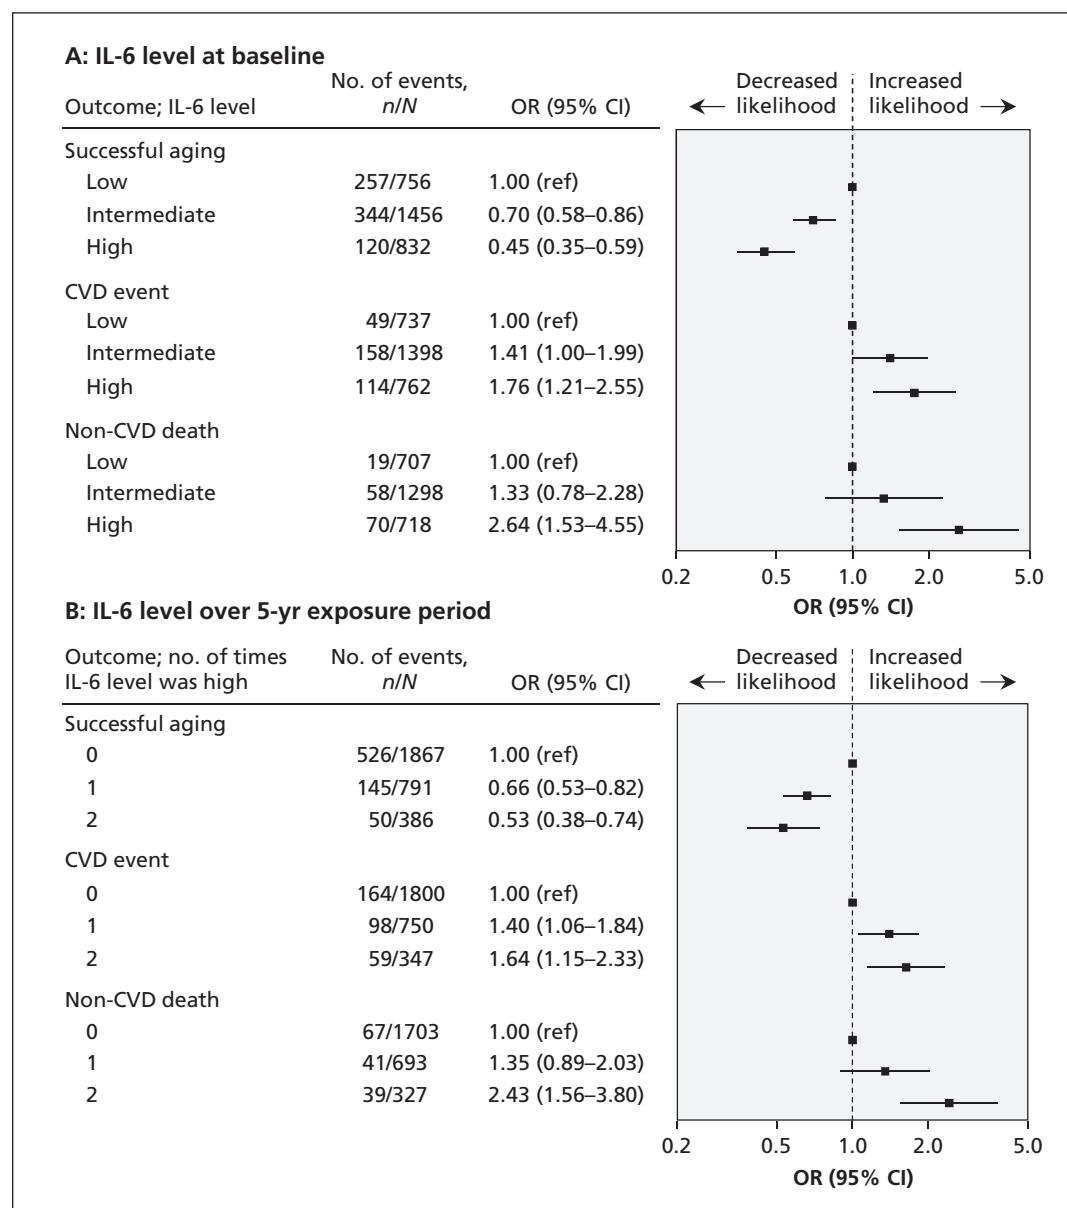 A: IL-6 level at baseline
Outcome; IL-6 level No. of events, n/N OR (95% CI) Decreased likelihood Increased likelihood
Successful aging
Low 257/756 1.00 (ref)
Intermediate 344/1456 0.70 (0.58–0.86)
High 120/832 0.45 (0.35–0.59)
CVD event
Low 49/737 1.00 (ref)
Intermediate 158/1398 1.41 (1.00–1.99)
High 114/762 1.76 (1.21–2.55)
Non-CVD death
Low 19/707 1.00 (ref)
Intermediate 58/1298 1.33 (0.78–2.28)
High 70/718 2.64 (1.53–4.55)
0.2 0.5 1.0 2.0 5.0
OR (95% CI)
B: IL-6 level over 5-yr exposure period
Outcome; no. of times IL-6 level was high No. of events, n/N OR (95% CI) Decreased likelihood Increased likelihood
Successful aging
0 526/1867 1.00 (ref)
1 145/791 0.66 (0.53–0.82)
2 50/386 0.53 (0.38–0.74)
CVD event
0 164/1800 1.00 (ref)
1 98/750 1.40 (1.06–1.84)
2 59/347 1.64 (1.15–2.33)
Non-CVD death
0 67/1703 1.00 (ref)
1 41/693 1.35 (0.89–2.03)
2 39/327 2.43 (1.56–3.80)
0.2 0.5 1.0 2.0 5.0
OR (95% CI)